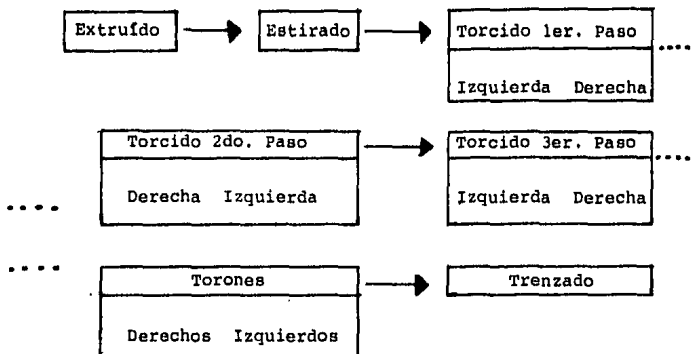 Extruído Estirado Torcido 1er. Paso
Izquierda Derecha
Torcido 2do. Paso Torcido 3er. Paso
Derecha Izquierda Izquierda Derecha
Torones Trenzado
Derechos Izquierdos